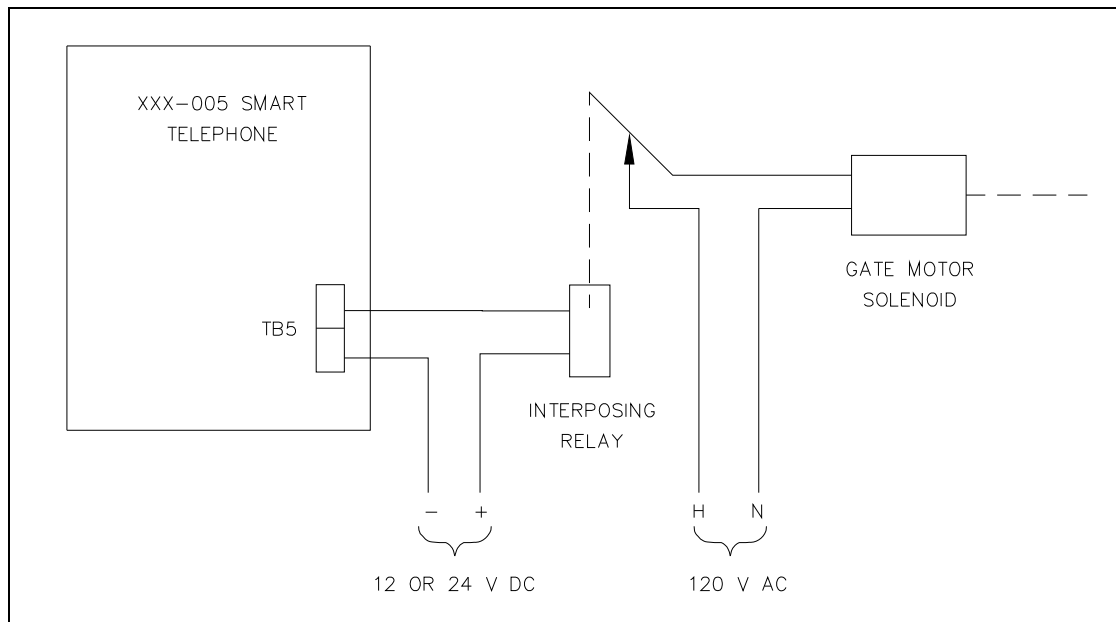 XXX-005 SMART
TELEPHONE
TB5
INTERPOSING
RELAY
GATE MOTOR
SOLENOID
- +
12 OR 24 V DC
H N
120 V AC